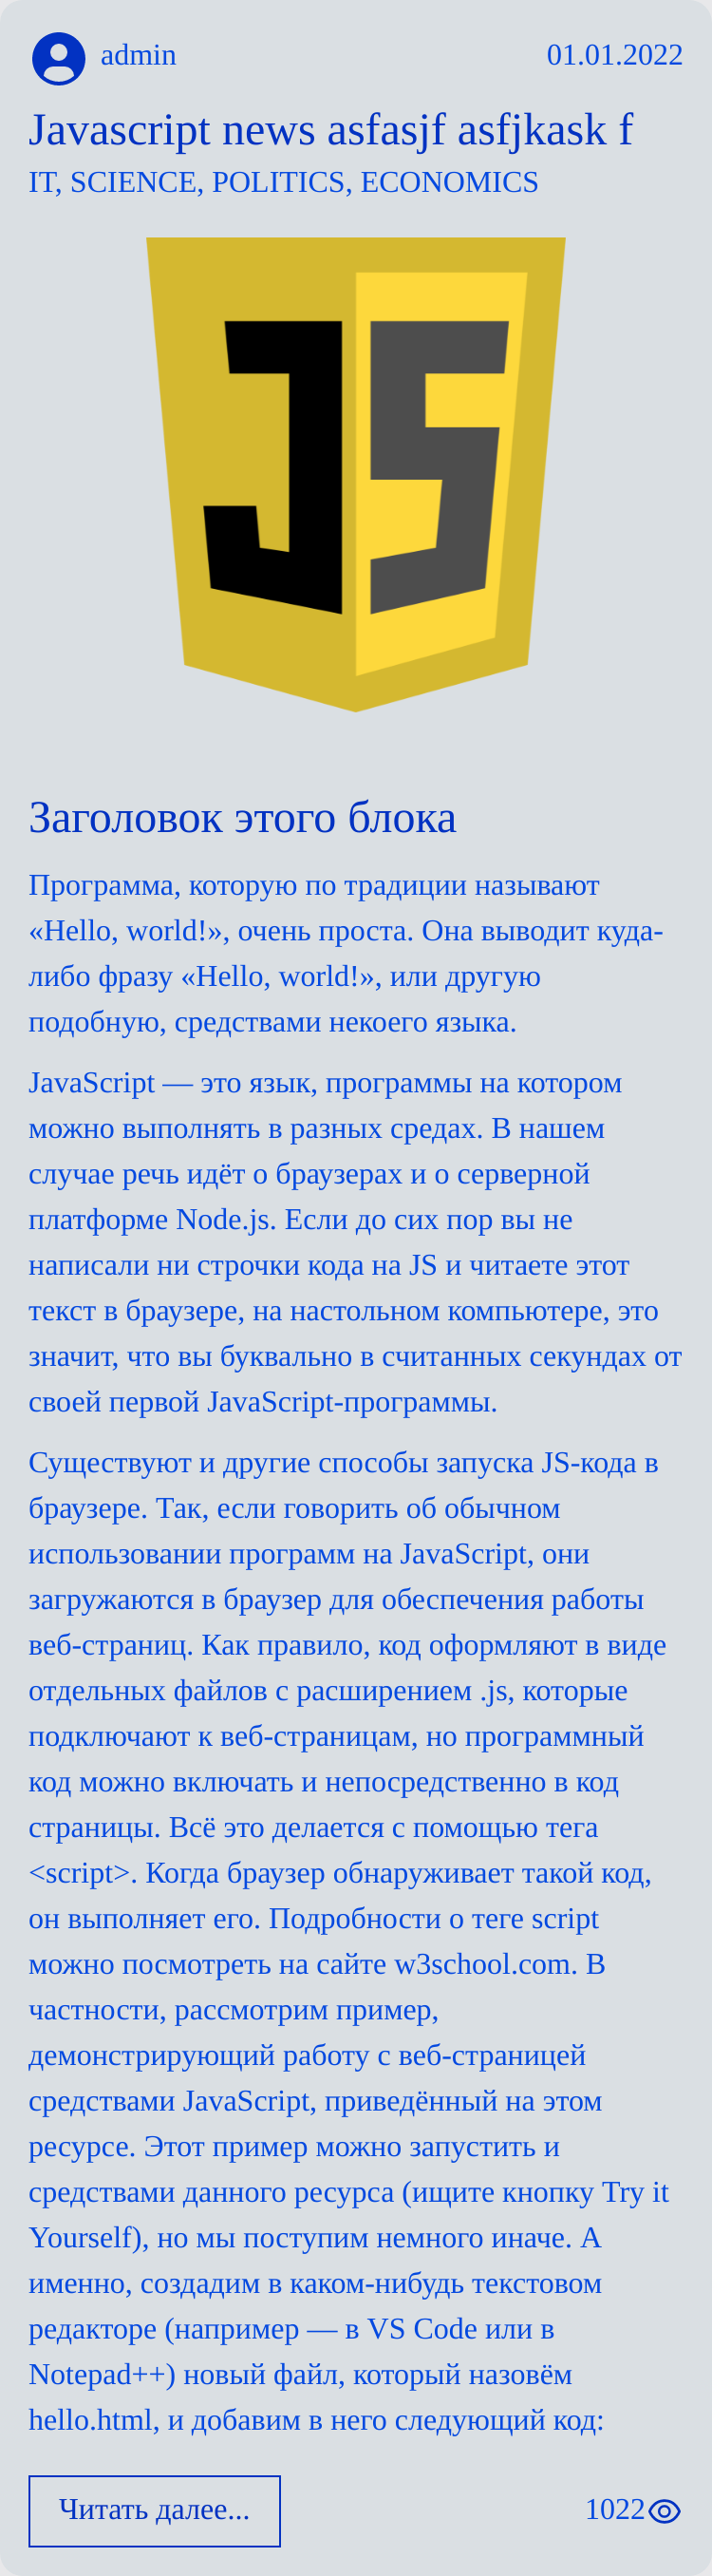 admin 01.01.2022
Javascript news asfasjf asfjkask f
IT, SCIENCE, POLITICS, ECONOMICS
JS
Заголовок этого блока
Программа, которую по традиции называют
«Hello, world!», очень проста. Она выводит куда-
либо фразу «Hello, world!», или другую
подобную, средствами некоего языка.
JavaScript — это язык, программы на котором
можно выполнять в разных средах. В нашем
случае речь идёт о браузерах и о серверной
платформе Node.js. Если до сих пор вы не
написали ни строчки кода на JS и читаете этот
текст в браузере, на настольном компьютере, это
значит, что вы буквально в считанных секундах от
своей первой JavaScript-программы.
Существуют и другие способы запуска JS-кода в
браузере. Так, если говорить об обычном
использовании программ на JavaScript, они
загружаются в браузер для обеспечения работы
веб-страниц. Как правило, код оформляют в виде
отдельных файлов с расширением .js, которые
подключают к веб-страницам, но программный
код можно включать и непосредственно в код
страницы. Всё это делается с помощью тега
<script>. Когда браузер обнаруживает такой код,
он выполняет его. Подробности о теге script
можно посмотреть на сайте w3school.com. В
частности, рассмотрим пример,
демонстрирующий работу с веб-страницей
средствами JavaScript, приведённый на этом
ресурсе. Этот пример можно запустить и
средствами данного ресурса (ищите кнопку Try it
Yourself), но мы поступим немного иначе. А
именно, создадим в каком-нибудь текстовом
редакторе (например — в VS Code или в
Notepad++) новый файл, который назовём
hello.html, и добавим в него следующий код:
Читать далее... 1022